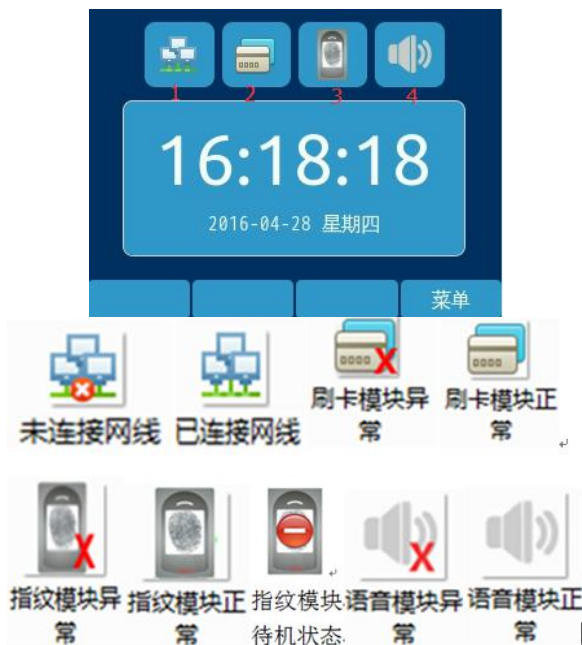 1 2 3 4
16:18:18
2016-04-28 星期四
菜单
未连接网线 已连接网线 刷卡模块异 刷卡模块正
常 常
指纹模块异 指纹模块正 指纹模块 语音模块异 语音模块正
常 常 待机状态 常 常